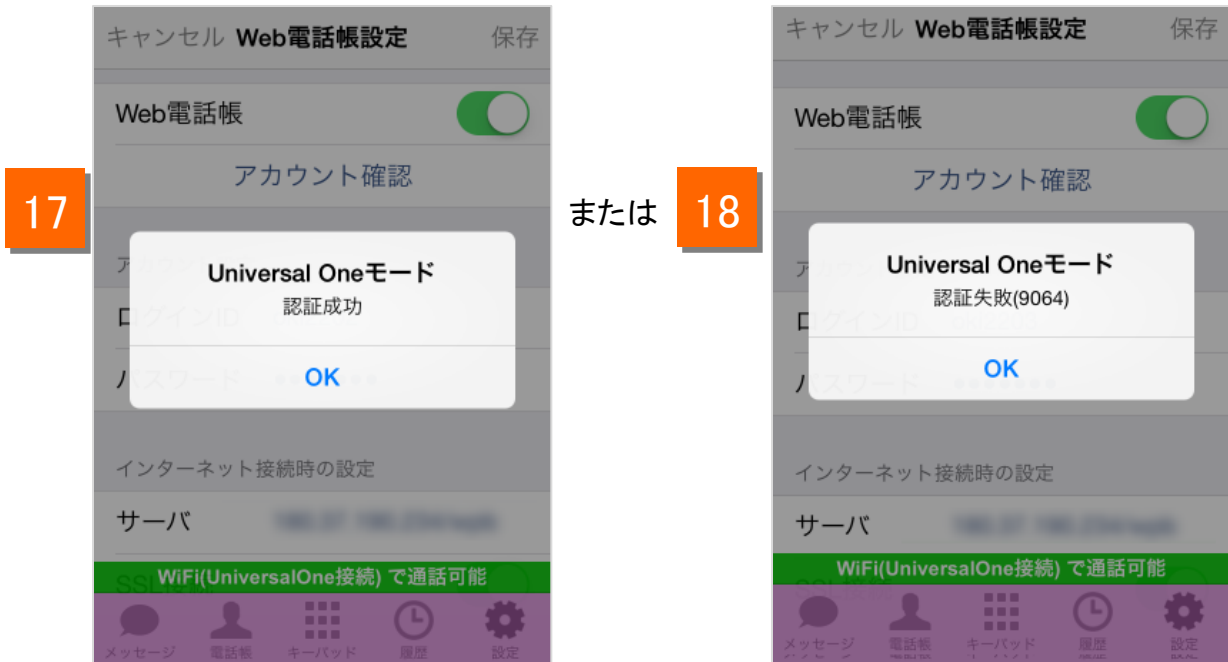 キャンセル Web電話帳設定 保存
Web電話帳
アカウント確認
17
Universal Oneモード
認証成功
ログインID
パスワード
OK
インターネット接続時の設定
サーバ
WiFi(UniversalOne接続) で通話可能
SSL接続
メッセージ 電話帳 キーパッド 履歴 設定
または
キャンセル Web電話帳設定 保存
Web電話帳
アカウント確認
18
Universal Oneモード
認証失敗(9064)
ログインID
パスワード
OK
インターネット接続時の設定
サーバ
WiFi(UniversalOne接続) で通話可能
SSL接続
メッセージ 電話帳 キーパッド 履歴 設定